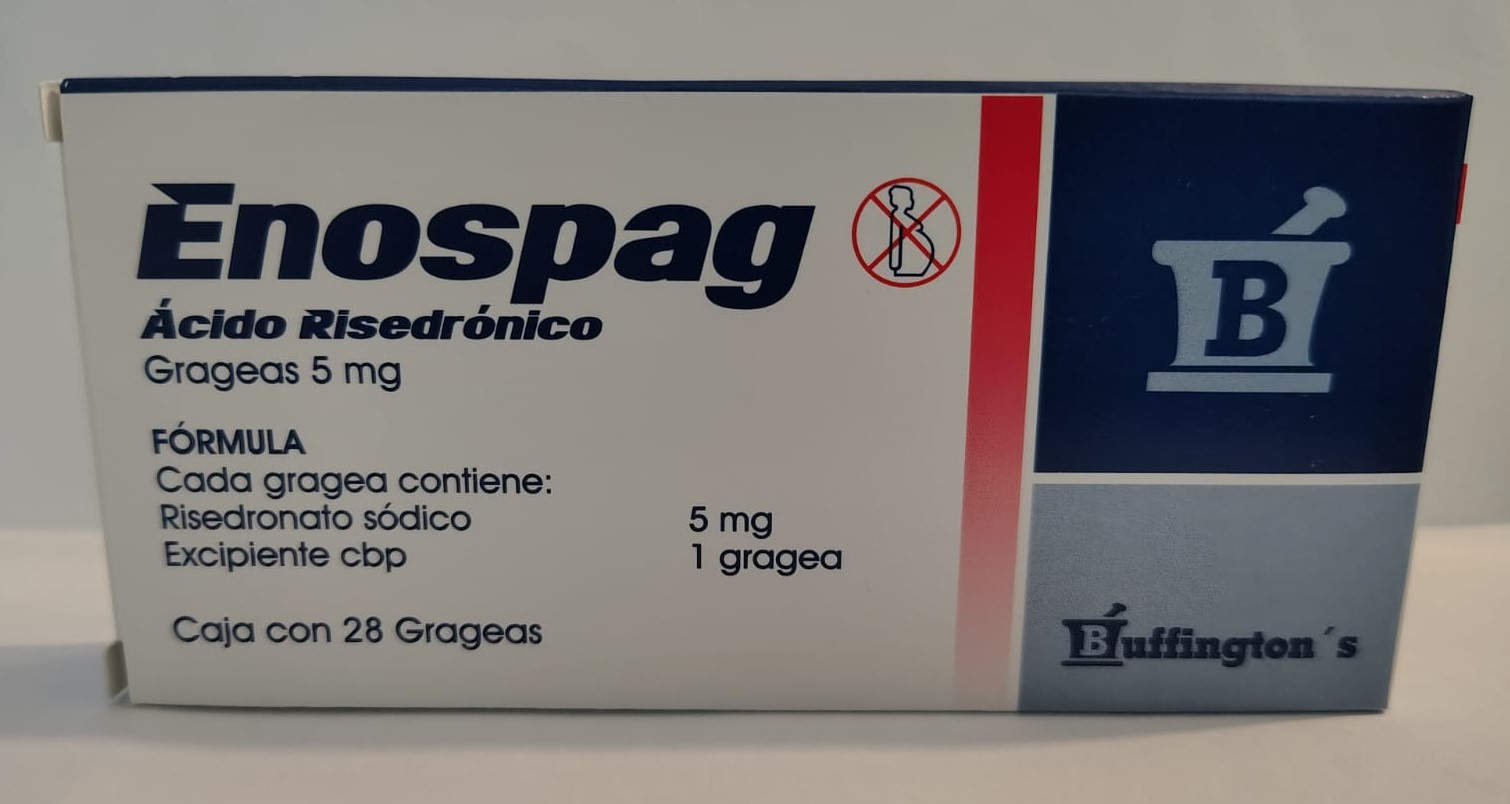 Enospag
Ácido Risedrónico
Grageas 5 mg
FÓRMULA
Cada gragea contiene:
Risedronato sódico 5 mg
Excipiente cbp 1 gragea
Caja con 28 Grageas
B
Buffington´s